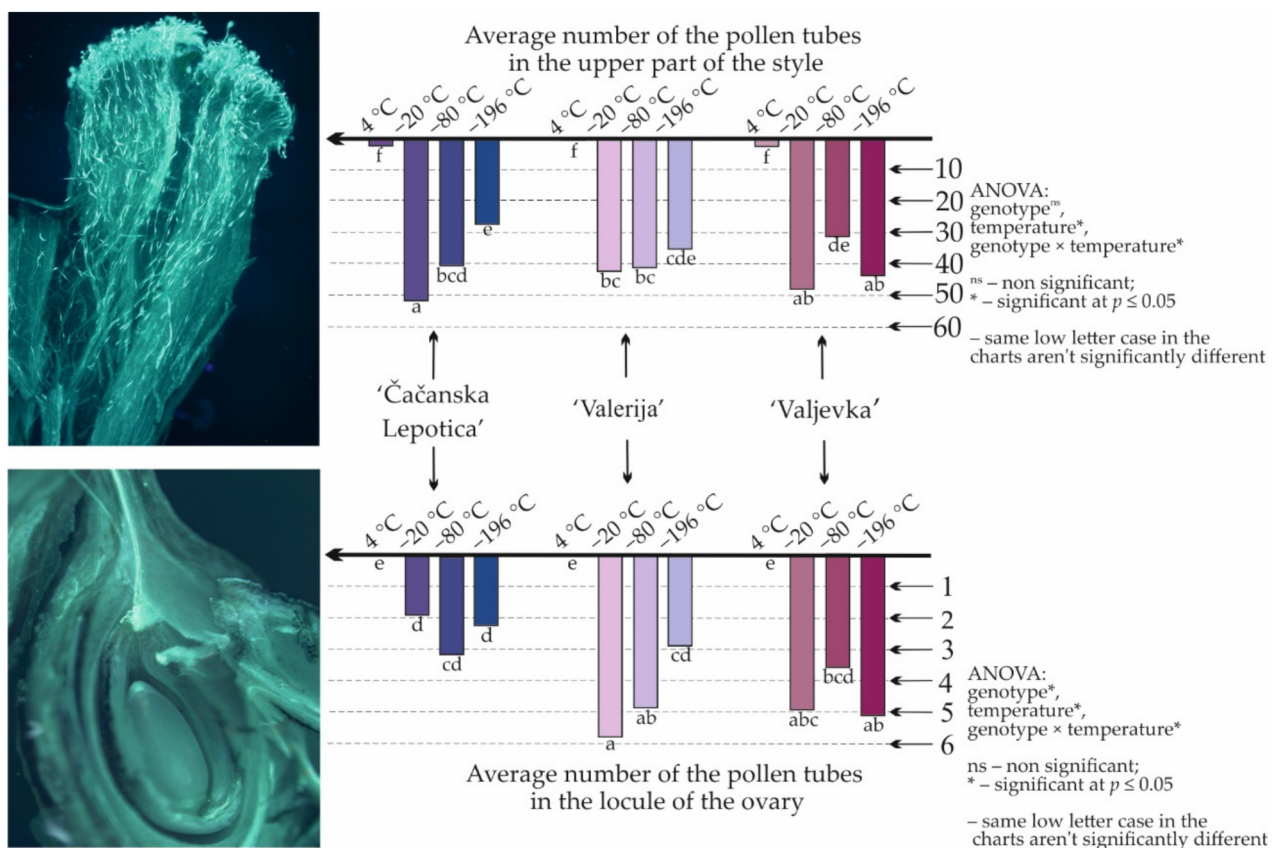 Average number of the pollen tubes
in the upper part of the style
4 °C –20 °C –80 °C –196 °C 4 °C –20 °C –80 °C –196 °C 4 °C –20 °C –80 °C –196 °C
f a bcd e f bc bc cde f ab de ab
10
20
30
40
50
60
ANOVA:
genotypeⁿˢ,
temperature*,
genotype × temperature*
ⁿˢ – non significant;
* – significant at p ≤ 0.05
– same low letter case in the
charts aren't significantly different
‘Čačanska
Lepotica’
‘Valerija’
‘Valjevka’
4 °C –20 °C –80 °C –196 °C 4 °C –20 °C –80 °C –196 °C 4 °C –20 °C –80 °C –196 °C
e d cd d e a ab cd e abc bcd ab
1
2
3
4
5
6
ANOVA:
genotype*,
temperature*,
genotype × temperature*
ns – non significant;
* – significant at p ≤ 0.05
– same low letter case in the
charts aren't significantly different
Average number of the pollen tubes
in the locule of the ovary